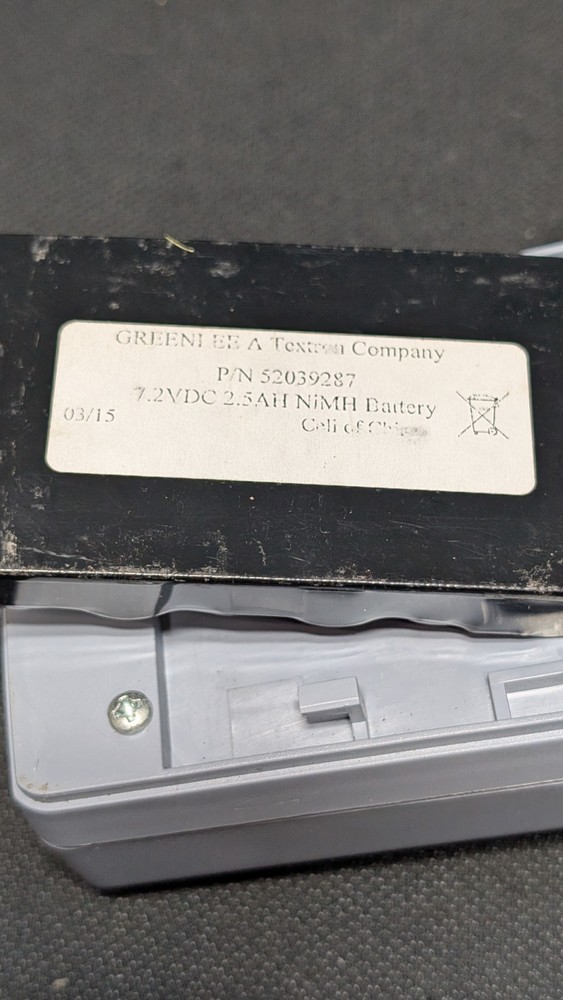 GREENLEE A Textron Company
P/N 52039287
7.2VDC 2.5AH NiMH Battery
03/15
Cell of